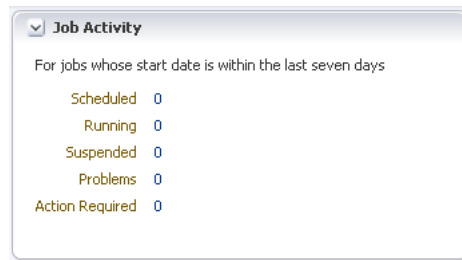 Job Activity
For jobs whose start date is within the last seven days
Scheduled 0
Running 0
Suspended 0
Problems 0
Action Required 0